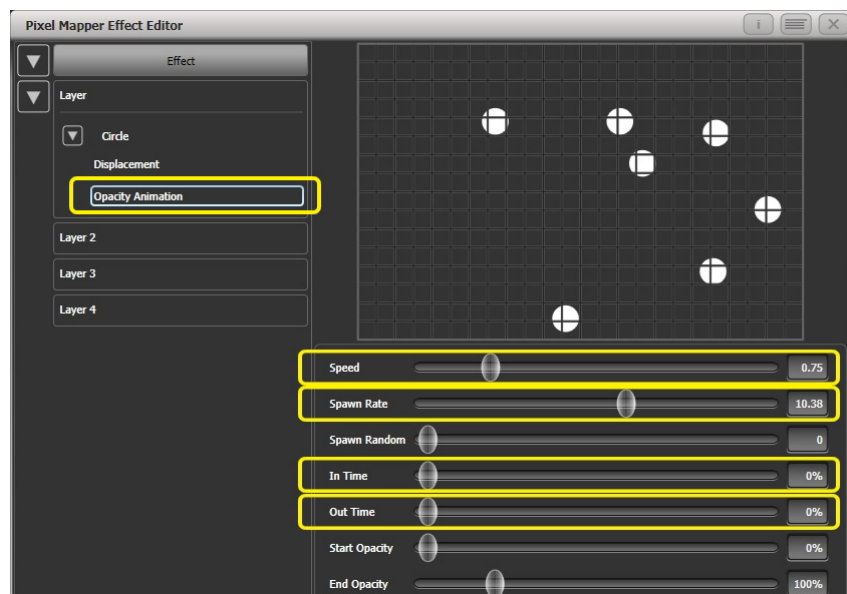 Pixel Mapper Effect Editor
i
Effect
Layer
Circle
Displacement
Opacity Animation
Layer 2
Layer 3
Layer 4
Speed 0.75
Spawn Rate 10.38
Spawn Random 0
In Time 0%
Out Time 0%
Start Opacity 0%
End Opacity 100%